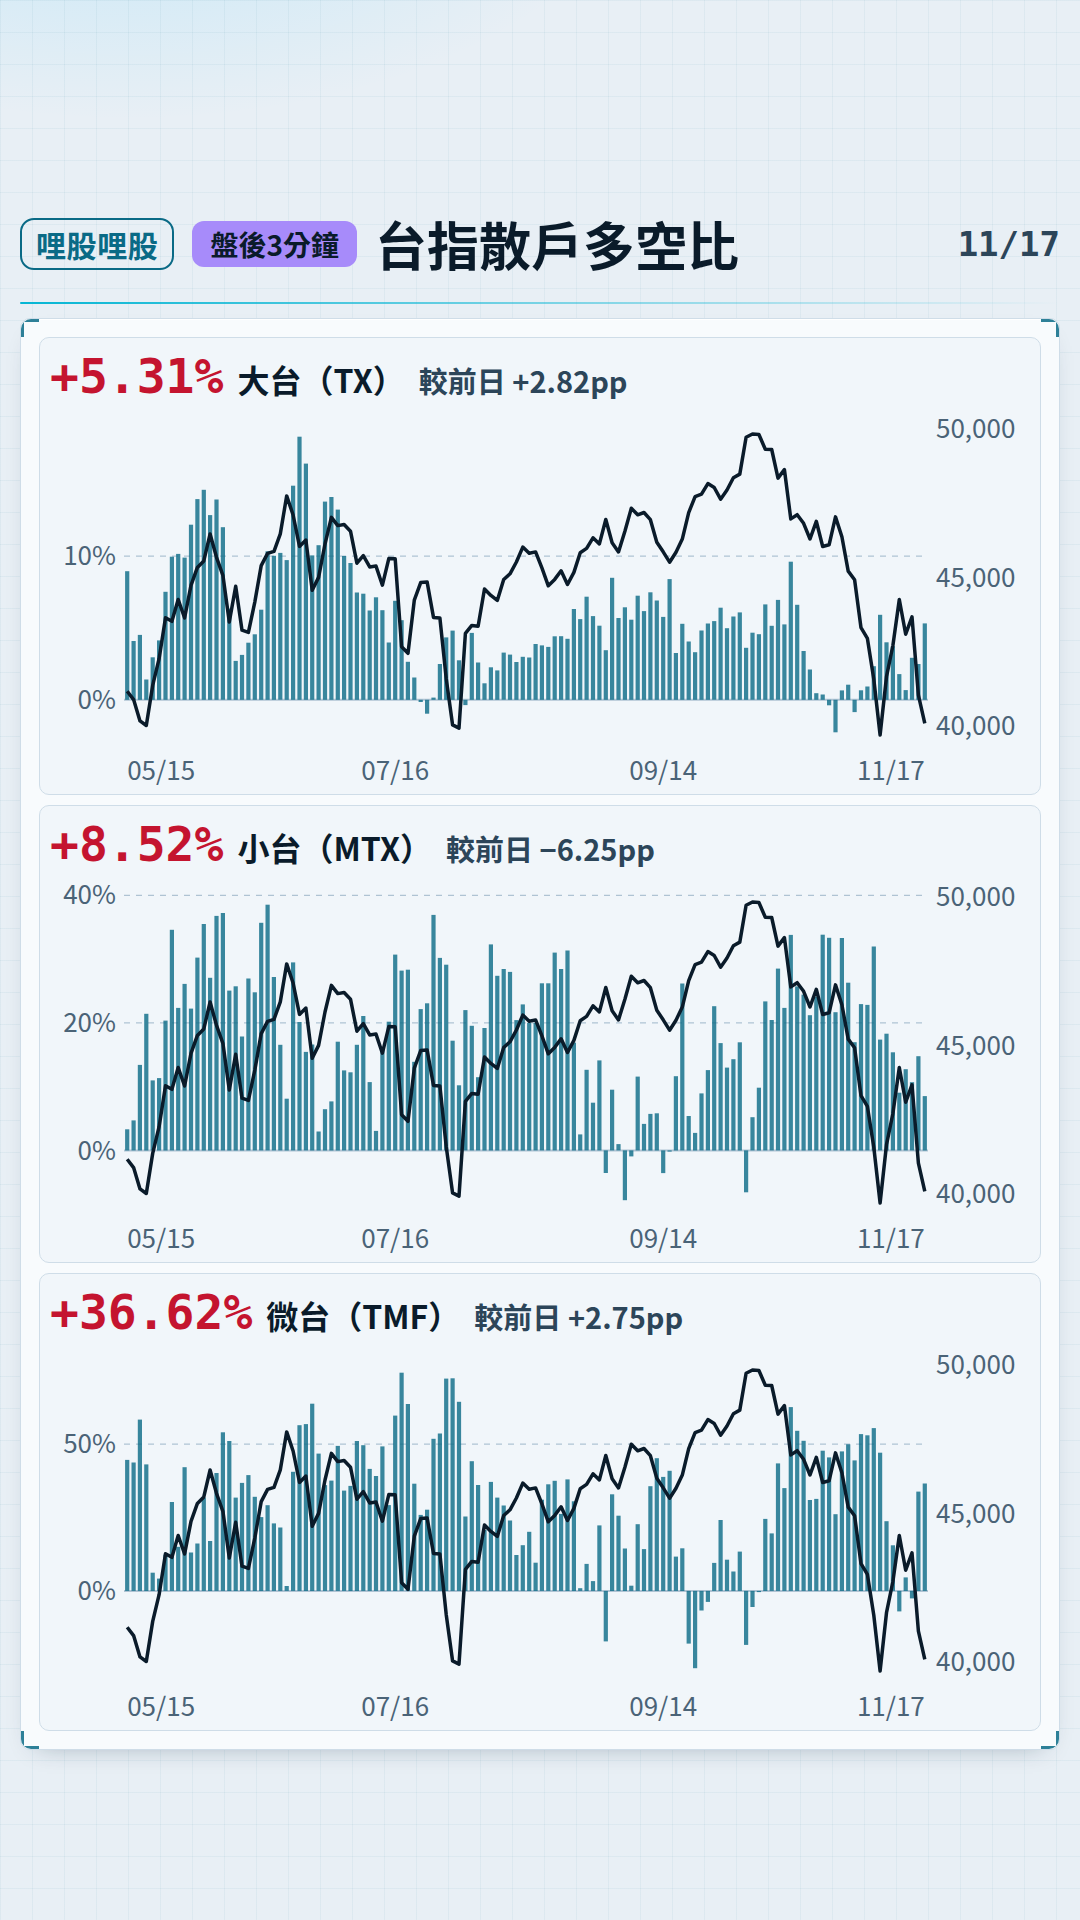 哩股哩股 盤後3分鐘 台指散戶多空比 11/17
+5.31% 大台（TX） 較前日 +2.82pp
50,000
10%
45,000
0%
40,000
05/15 07/16 09/14 11/17
+8.52% 小台（MTX） 較前日 −6.25pp
40%
50,000
20%
45,000
0%
40,000
05/15 07/16 09/14 11/17
+36.62% 微台（TMF） 較前日 +2.75pp
50,000
50%
45,000
0%
40,000
05/15 07/16 09/14 11/17